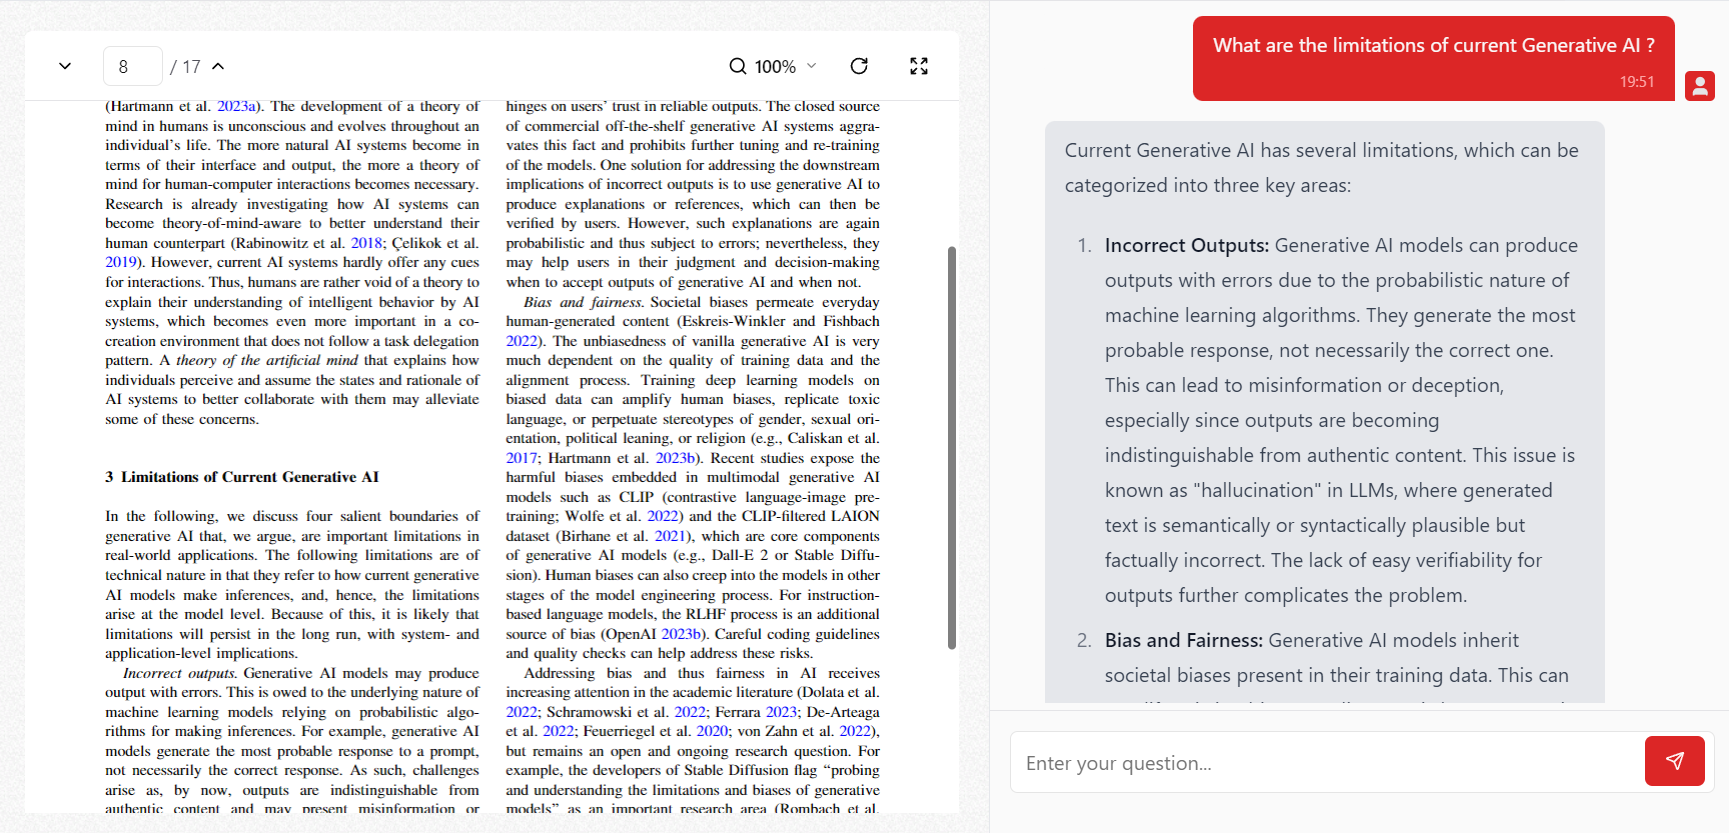 8 / 17
100%
(Hartmann et al. 2023a). The development of a theory of
mind in humans is unconscious and evolves throughout an
individual's life. The more natural AI systems become in
terms of their interface and output, the more a theory of
mind for human-computer interactions becomes necessary.
Research is already investigating how AI systems can
become theory-of-mind-aware to better understand their
human counterpart (Rabinowitz et al. 2018; Çelikok et al.
2019). However, current AI systems hardly offer any cues
for interactions. Thus, humans are rather void of a theory to
explain their understanding of intelligent behavior by AI
systems, which becomes even more important in a co-
creation environment that does not follow a task delegation
pattern. A theory of the artificial mind that explains how
individuals perceive and assume the states and rationale of
AI systems to better collaborate with them may alleviate
some of these concerns.
3 Limitations of Current Generative AI
In the following, we discuss four salient boundaries of
generative AI that, we argue, are important limitations in
real-world applications. The following limitations are of
technical nature in that they refer to how current generative
AI models make inferences, and, hence, the limitations
arise at the model level. Because of this, it is likely that
limitations will persist in the long run, with system- and
application-level implications.
Incorrect outputs. Generative AI models may produce
output with errors. This is owed to the underlying nature of
machine learning models relying on probabilistic algo-
rithms for making inferences. For example, generative AI
models generate the most probable response to a prompt,
not necessarily the correct response. As such, challenges
arise as, by now, outputs are indistinguishable from
authentic content and may present misinformation or
hinges on users' trust in reliable outputs. The closed source
of commercial off-the-shelf generative AI systems aggra-
vates this fact and prohibits further tuning and re-training
of the models. One solution for addressing the downstream
implications of incorrect outputs is to use generative AI to
produce explanations or references, which can then be
verified by users. However, such explanations are again
probabilistic and thus subject to errors; nevertheless, they
may help users in their judgment and decision-making
when to accept outputs of generative AI and when not.
Bias and fairness. Societal biases permeate everyday
human-generated content (Eskreis-Winkler and Fishbach
2022). The unbiasedness of vanilla generative AI is very
much dependent on the quality of training data and the
alignment process. Training deep learning models on
biased data can amplify human biases, replicate toxic
language, or perpetuate stereotypes of gender, sexual ori-
entation, political leaning, or religion (e.g., Caliskan et al.
2017; Hartmann et al. 2023b). Recent studies expose the
harmful biases embedded in multimodal generative AI
models such as CLIP (contrastive language-image pre-
training; Wolfe et al. 2022) and the CLIP-filtered LAION
dataset (Birhane et al. 2021), which are core components
of generative AI models (e.g., Dall-E 2 or Stable Diffu-
sion). Human biases can also creep into the models in other
stages of the model engineering process. For instruction-
based language models, the RLHF process is an additional
source of bias (OpenAI 2023b). Careful coding guidelines
and quality checks can help address these risks.
Addressing bias and thus fairness in AI receives
increasing attention in the academic literature (Dolata et al.
2022; Schramowski et al. 2022; Ferrara 2023; De-Arteaga
et al. 2022; Feuerriegel et al. 2020; von Zahn et al. 2022),
but remains an open and ongoing research question. For
example, the developers of Stable Diffusion flag "probing
and understanding the limitations and biases of generative
models" as an important research area (Rombach et al.
What are the limitations of current Generative AI ?
19:51
Current Generative AI has several limitations, which can be
categorized into three key areas:
1. Incorrect Outputs: Generative AI models can produce
outputs with errors due to the probabilistic nature of
machine learning algorithms. They generate the most
probable response, not necessarily the correct one.
This can lead to misinformation or deception,
especially since outputs are becoming
indistinguishable from authentic content. This issue is
known as "hallucination" in LLMs, where generated
text is semantically or syntactically plausible but
factually incorrect. The lack of easy verifiability for
outputs further complicates the problem.
2. Bias and Fairness: Generative AI models inherit
societal biases present in their training data. This can
Enter your question...